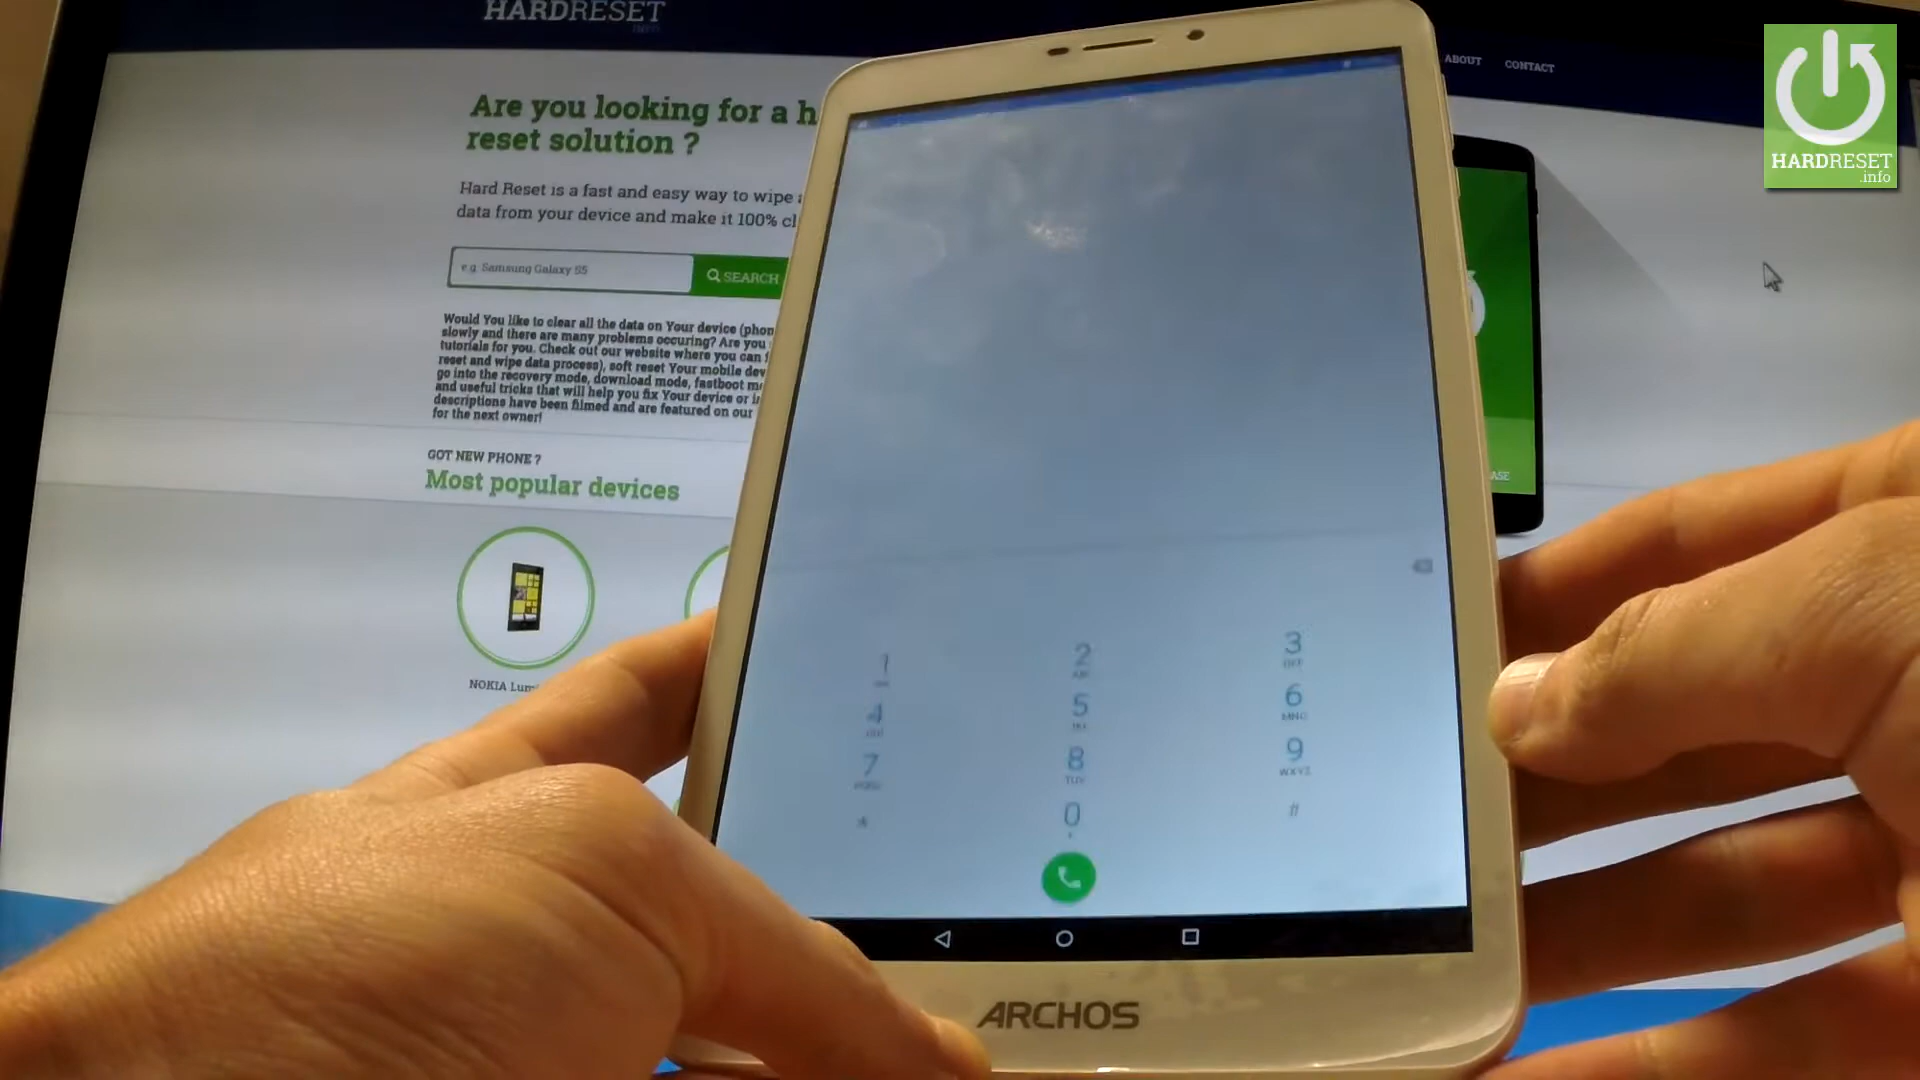 HARDRESET
.info
ABOUT
CONTACT
HARDRESET
.info
Are you looking for a h
reset solution ?
Hard Reset is a fast and easy way to wipe
data from your device and make it 100% cl
e.g. Samsung Galaxy S5
SEARCH
Would You like to clear all the data on Your device (phon
slowly and there are many problems occuring? Are you
tutorials for you. Check out our website where you can
reset and wipe data process), soft reset Your mobile dev
go into the recovery mode, download mode, fastboot m
and useful tricks that will help you fix Your device or i
descriptions have been filmed and are featured on our
for the next owner!
GOT NEW PHONE ?
Most popular devices
NOKIA Lum
ASE
1
2
ABC
3
DEF
4
GHI
5
JKL
6
MNO
7
PQRS
8
TUV
9
WXYZ
*
0
+
#
ARCHOS